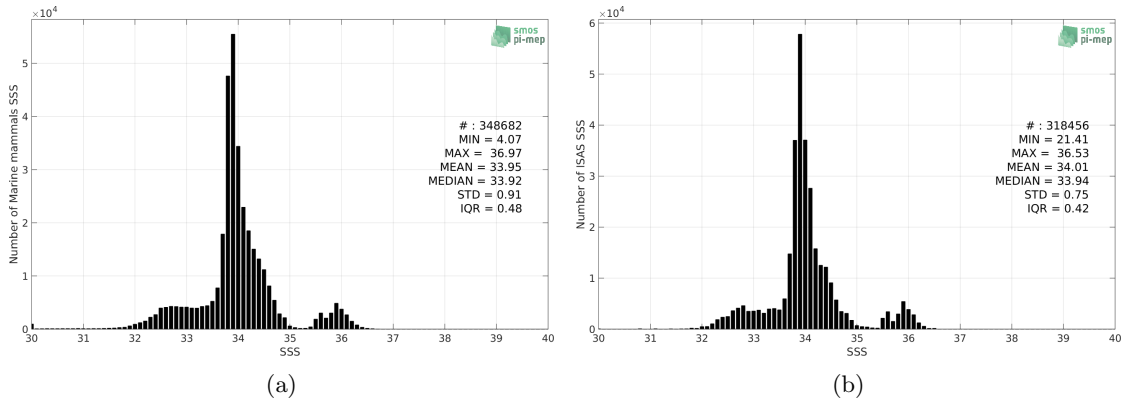 ×10⁴
smos
pi-mep
# : 348682
MIN = 4.07
MAX = 36.97
MEAN = 33.95
MEDIAN = 33.92
STD = 0.91
IQR = 0.48
Number of Marine mammals SSS
5
4
3
2
1
0
30 31 32 33 34 35 36 37 38 39 40
SSS
(a)
×10⁴
smos
pi-mep
# : 318456
MIN = 21.41
MAX = 36.53
MEAN = 34.01
MEDIAN = 33.94
STD = 0.75
IQR = 0.42
Number of ISAS SSS
6
5
4
3
2
1
0
30 31 32 33 34 35 36 37 38 39 40
SSS
(b)